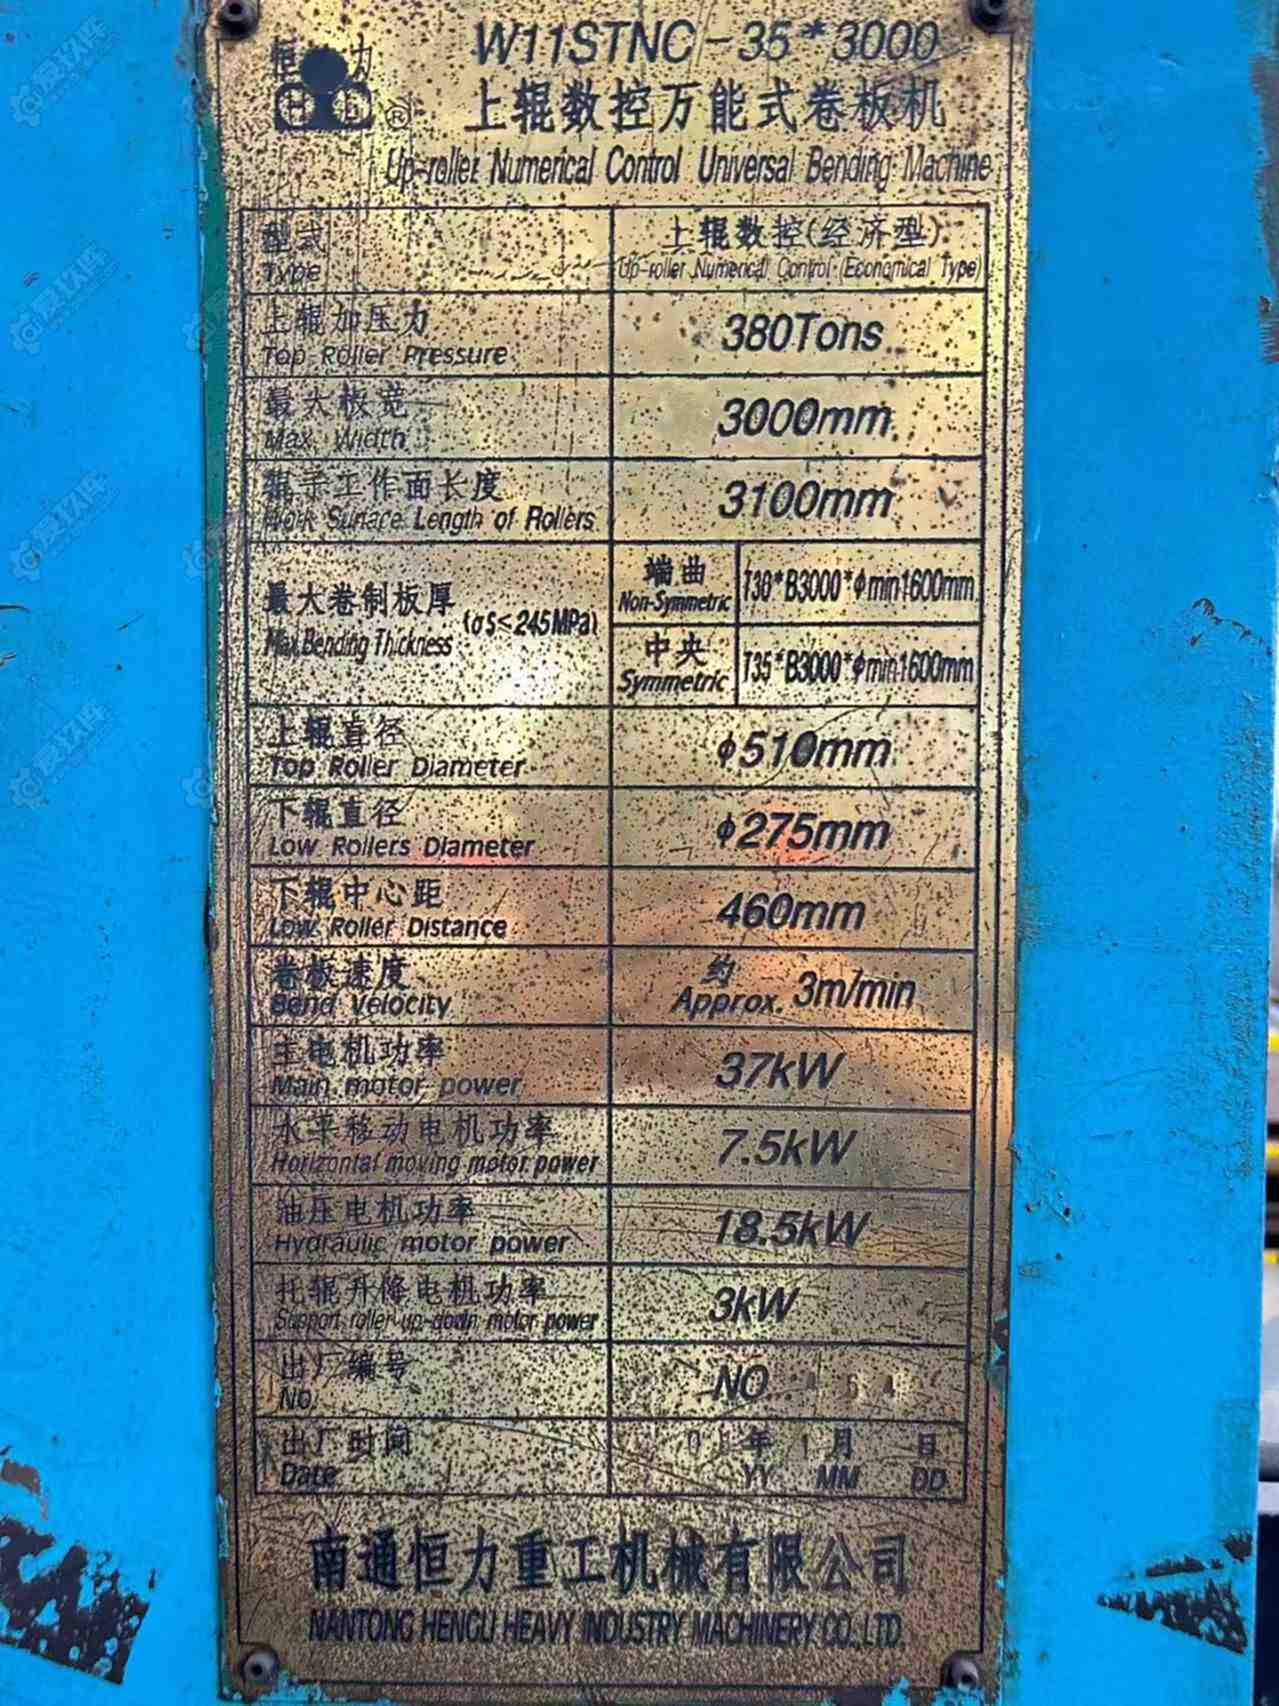 恒力
HL®
W11STNC-35*3000
上辊数控万能式卷板机
Up-roller Numerical Control Universal Bending Machine
型式
Type
上辊数控(经济型)
Up-roller Numerical Control (Economical Type)
上辊加压力
Top Roller Pressure
380Tons
最大板宽
Max. Width
3000mm
辊子工作面长度
Work Surface Length of Rollers
3100mm
最大卷制板厚
Max.Bending Thickness
(σs≤245MPa)
端曲
Non-Symmetric
T30*B3000*φmin1600mm
中央
Symmetric
T35*B3000*φmin1600mm
上辊直径
Top Roller Diameter
φ510mm
下辊直径
Low Rollers Diameter
φ275mm
下辊中心距
Low Roller Distance
460mm
卷板速度
Bend Velocity
约
Approx. 3m/min
主电机功率
Main motor power
37kW
水平移动电机功率
Horizontal moving motor power
7.5kW
油压电机功率
Hydraulic motor power
18.5kW
托辊升降电机功率
Support roller up-down motor power
3kW
出厂编号
NO.
NO.
出厂时间
Date
年 月 日
YY MM DD
南通恒力重工机械有限公司
NANTONG HENGLI HEAVY INDUSTRY MACHINERY CO.,LTD.